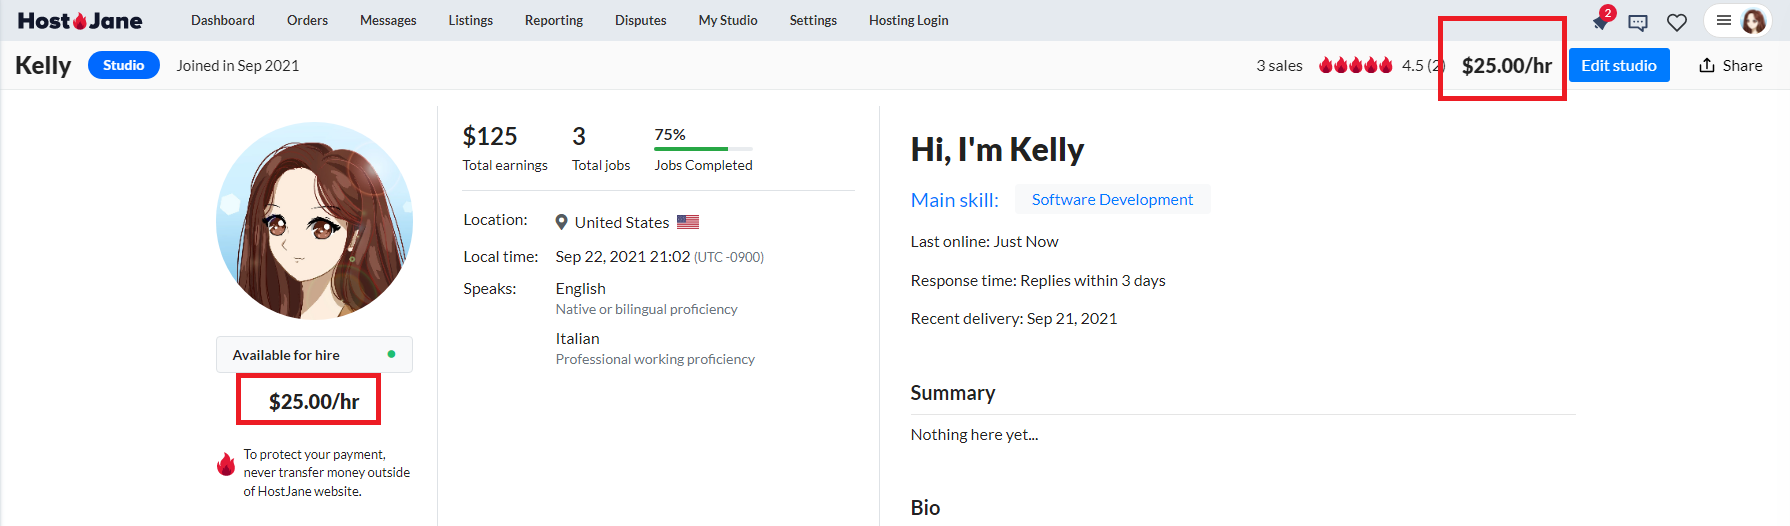 Host Jane Dashboard Orders Messages Listings Reporting Disputes My Studio Settings Hosting Login 2
Kelly Studio Joined in Sep 2021 3 sales 4.5 (2) $25.00/hr Edit studio Share
Available for hire
$25.00/hr
To protect your payment,
never transfer money outside
of HostJane website.
$125 3 75%
Total earnings Total jobs Jobs Completed
Location: United States
Local time: Sep 22, 2021 21:02 (UTC -0900)
Speaks: English
Native or bilingual proficiency
Italian
Professional working proficiency
Hi, I'm Kelly
Main skill: Software Development
Last online: Just Now
Response time: Replies within 3 days
Recent delivery: Sep 21, 2021
Summary
Nothing here yet...
Bio